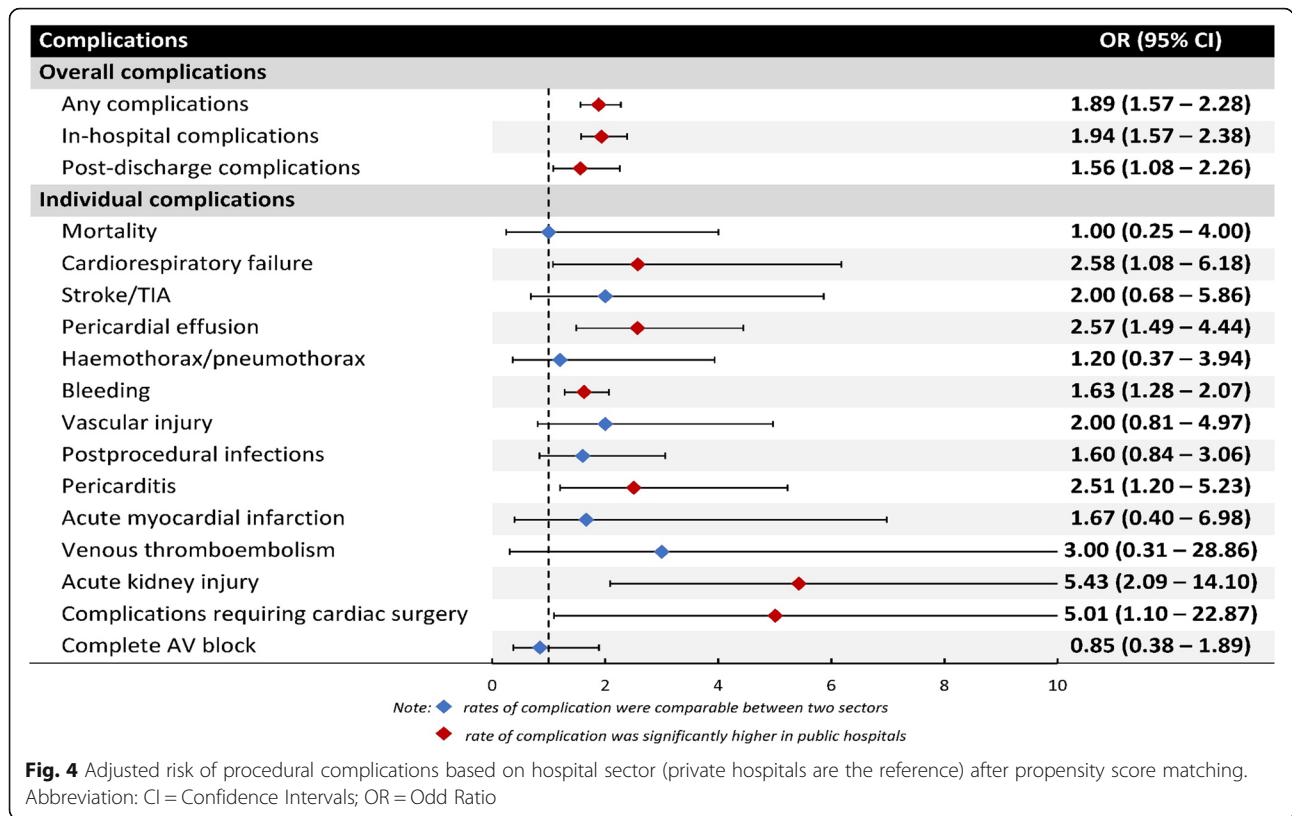 Complications OR (95% CI)
Overall complications
Any complications 1.89 (1.57 – 2.28)
In-hospital complications 1.94 (1.57 – 2.38)
Post-discharge complications 1.56 (1.08 – 2.26)
Individual complications
Mortality 1.00 (0.25 – 4.00)
Cardiorespiratory failure 2.58 (1.08 – 6.18)
Stroke/TIA 2.00 (0.68 – 5.86)
Pericardial effusion 2.57 (1.49 – 4.44)
Haemothorax/pneumothorax 1.20 (0.37 – 3.94)
Bleeding 1.63 (1.28 – 2.07)
Vascular injury 2.00 (0.81 – 4.97)
Postprocedural infections 1.60 (0.84 – 3.06)
Pericarditis 2.51 (1.20 – 5.23)
Acute myocardial infarction 1.67 (0.40 – 6.98)
Venous thromboembolism 3.00 (0.31 – 28.86)
Acute kidney injury 5.43 (2.09 – 14.10)
Complications requiring cardiac surgery 5.01 (1.10 – 22.87)
Complete AV block 0.85 (0.38 – 1.89)
0 2 4 6 8 10
Note: rates of complication were comparable between two sectors
rate of complication was significantly higher in public hospitals
Fig. 4 Adjusted risk of procedural complications based on hospital sector (private hospitals are the reference) after propensity score matching.
Abbreviation: CI = Confidence Intervals; OR = Odd Ratio